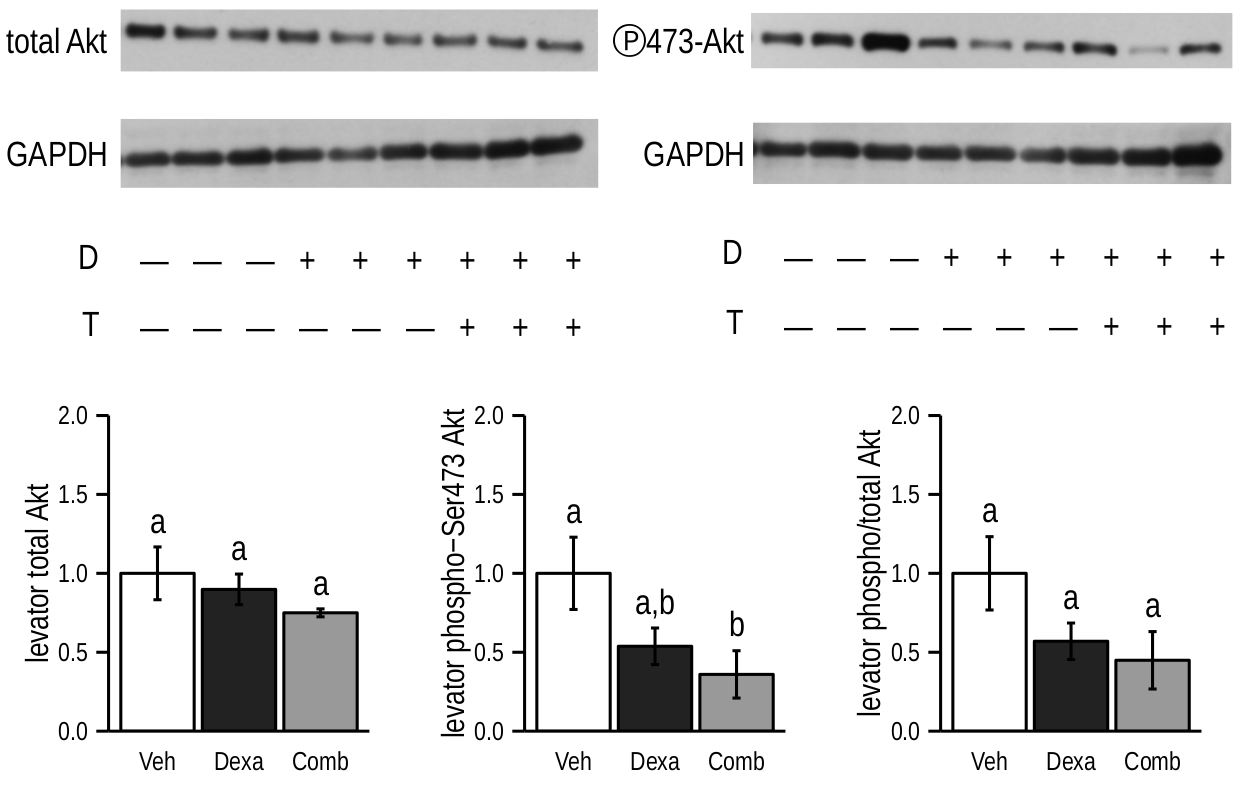 total Akt
Ⓟ473-Akt
GAPDH
GAPDH
D — — — + + + + + +
D — — — + + + + + +
T — — — — — — + + +
T — — — — — — + + +
levator total Akt
2.0
1.5
1.0
0.5
0.0
a
a
a
Veh Dexa Comb
levator phospho−Ser473 Akt
2.0
1.5
1.0
0.5
0.0
a
a,b
b
Veh Dexa Comb
levator phospho/total Akt
2.0
1.5
1.0
0.5
0.0
a
a
a
Veh Dexa Comb